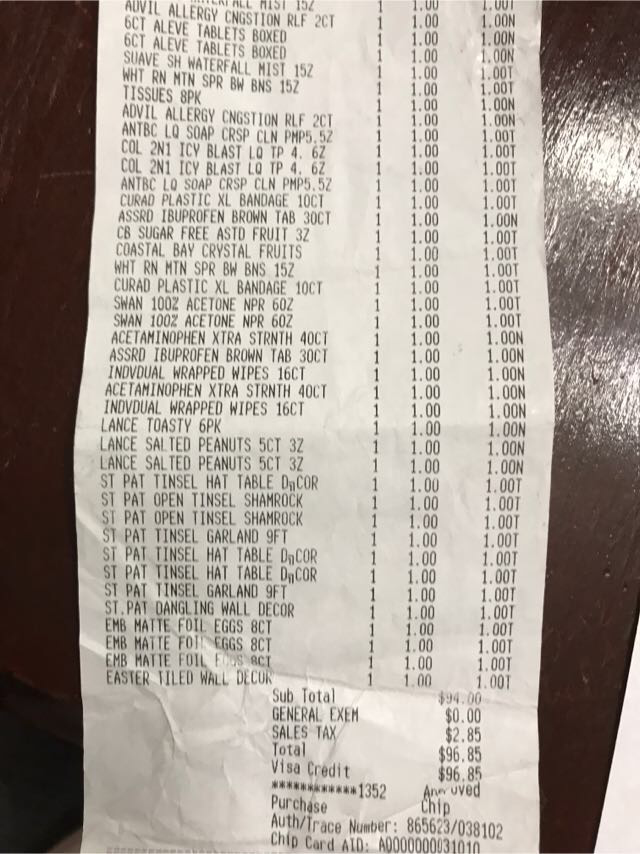 ADVIL ALLERGY CNGSTION RLF 2CT 1 1.00 1.00N
6CT ALEVE TABLETS BOXED 1 1.00 1.00N
6CT ALEVE TABLETS BOXED 1 1.00 1.00N
SUAVE SH WATERFALL MIST 15Z 1 1.00 1.00T
WHT RN MTN SPR BW BNS 15Z 1 1.00 1.00T
TISSUES 8PK 1 1.00 1.00N
ADVIL ALLERGY CNGSTION RLF 2CT 1 1.00 1.00N
ANTBC LQ SOAP CRSP CLN PMP5.5Z 1 1.00 1.00T
COL 2N1 ICY BLAST LQ TP 4. 6Z 1 1.00 1.00T
COL 2N1 ICY BLAST LQ TP 4. 6Z 1 1.00 1.00T
ANTBC LQ SOAP CRSP CLN PMP5.5Z 1 1.00 1.00T
CURAD PLASTIC XL BANDAGE 10CT 1 1.00 1.00T
ASSRD IBUPROFEN BROWN TAB 30CT 1 1.00 1.00N
CB SUGAR FREE ASTD FRUIT 3Z 1 1.00 1.00T
COASTAL BAY CRYSTAL FRUITS 1 1.00 1.00T
WHT RN MTN SPR BW BNS 15Z 1 1.00 1.00T
CURAD PLASTIC XL BANDAGE 10CT 1 1.00 1.00T
SWAN 100% ACETONE NPR 6OZ 1 1.00 1.00T
SWAN 100% ACETONE NPR 6OZ 1 1.00 1.00T
ACETAMINOPHEN XTRA STRNTH 40CT 1 1.00 1.00N
ASSRD IBUPROFEN BROWN TAB 30CT 1 1.00 1.00N
INDVDUAL WRAPPED WIPES 16CT 1 1.00 1.00N
ACETAMINOPHEN XTRA STRNTH 40CT 1 1.00 1.00N
INDVDUAL WRAPPED WIPES 16CT 1 1.00 1.00N
LANCE TOASTY 6PK 1 1.00 1.00N
LANCE SALTED PEANUTS 5CT 3Z 1 1.00 1.00N
LANCE SALTED PEANUTS 5CT 3Z 1 1.00 1.00N
ST PAT TINSEL HAT TABLE D╖COR 1 1.00 1.00T
ST PAT OPEN TINSEL SHAMROCK 1 1.00 1.00T
ST PAT OPEN TINSEL SHAMROCK 1 1.00 1.00T
ST PAT TINSEL GARLAND 9FT 1 1.00 1.00T
ST PAT TINSEL HAT TABLE D╖COR 1 1.00 1.00T
ST PAT TINSEL HAT TABLE D╖COR 1 1.00 1.00T
ST PAT TINSEL GARLAND 9FT 1 1.00 1.00T
ST.PAT DANGLING WALL DECOR 1 1.00 1.00T
EMB MATTE FOIL EGGS 8CT 1 1.00 1.00T
EMB MATTE FOIL EGGS 8CT 1 1.00 1.00T
EMB MATTE FOIL EGGS 8CT 1 1.00 1.00T
EASTER TILED WALL DECOR 1 1.00 1.00T
Sub Total $94.00
GENERAL EXEM $0.00
SALES TAX $2.85
Total $96.85
Visa Credit $96.85
************1352 Approved
Purchase Chip
Auth/Trace Number: 865623/038102
Chip Card AID: A0000000031010